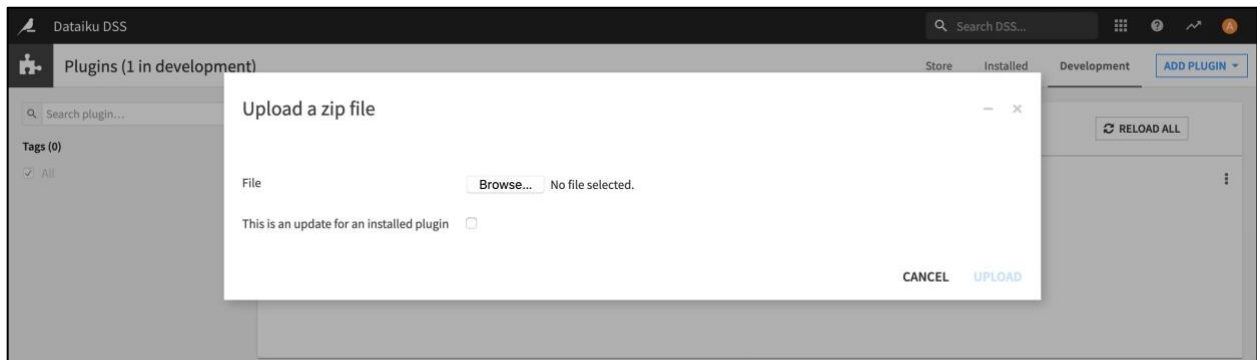 Dataiku DSS
Search DSS...
A
Plugins (1 in development)
Store Installed Development ADD PLUGIN
Search plugin...
Upload a zip file
RELOAD ALL
Tags (0)
All
File Browse... No file selected.
This is an update for an installed plugin
CANCEL UPLOAD